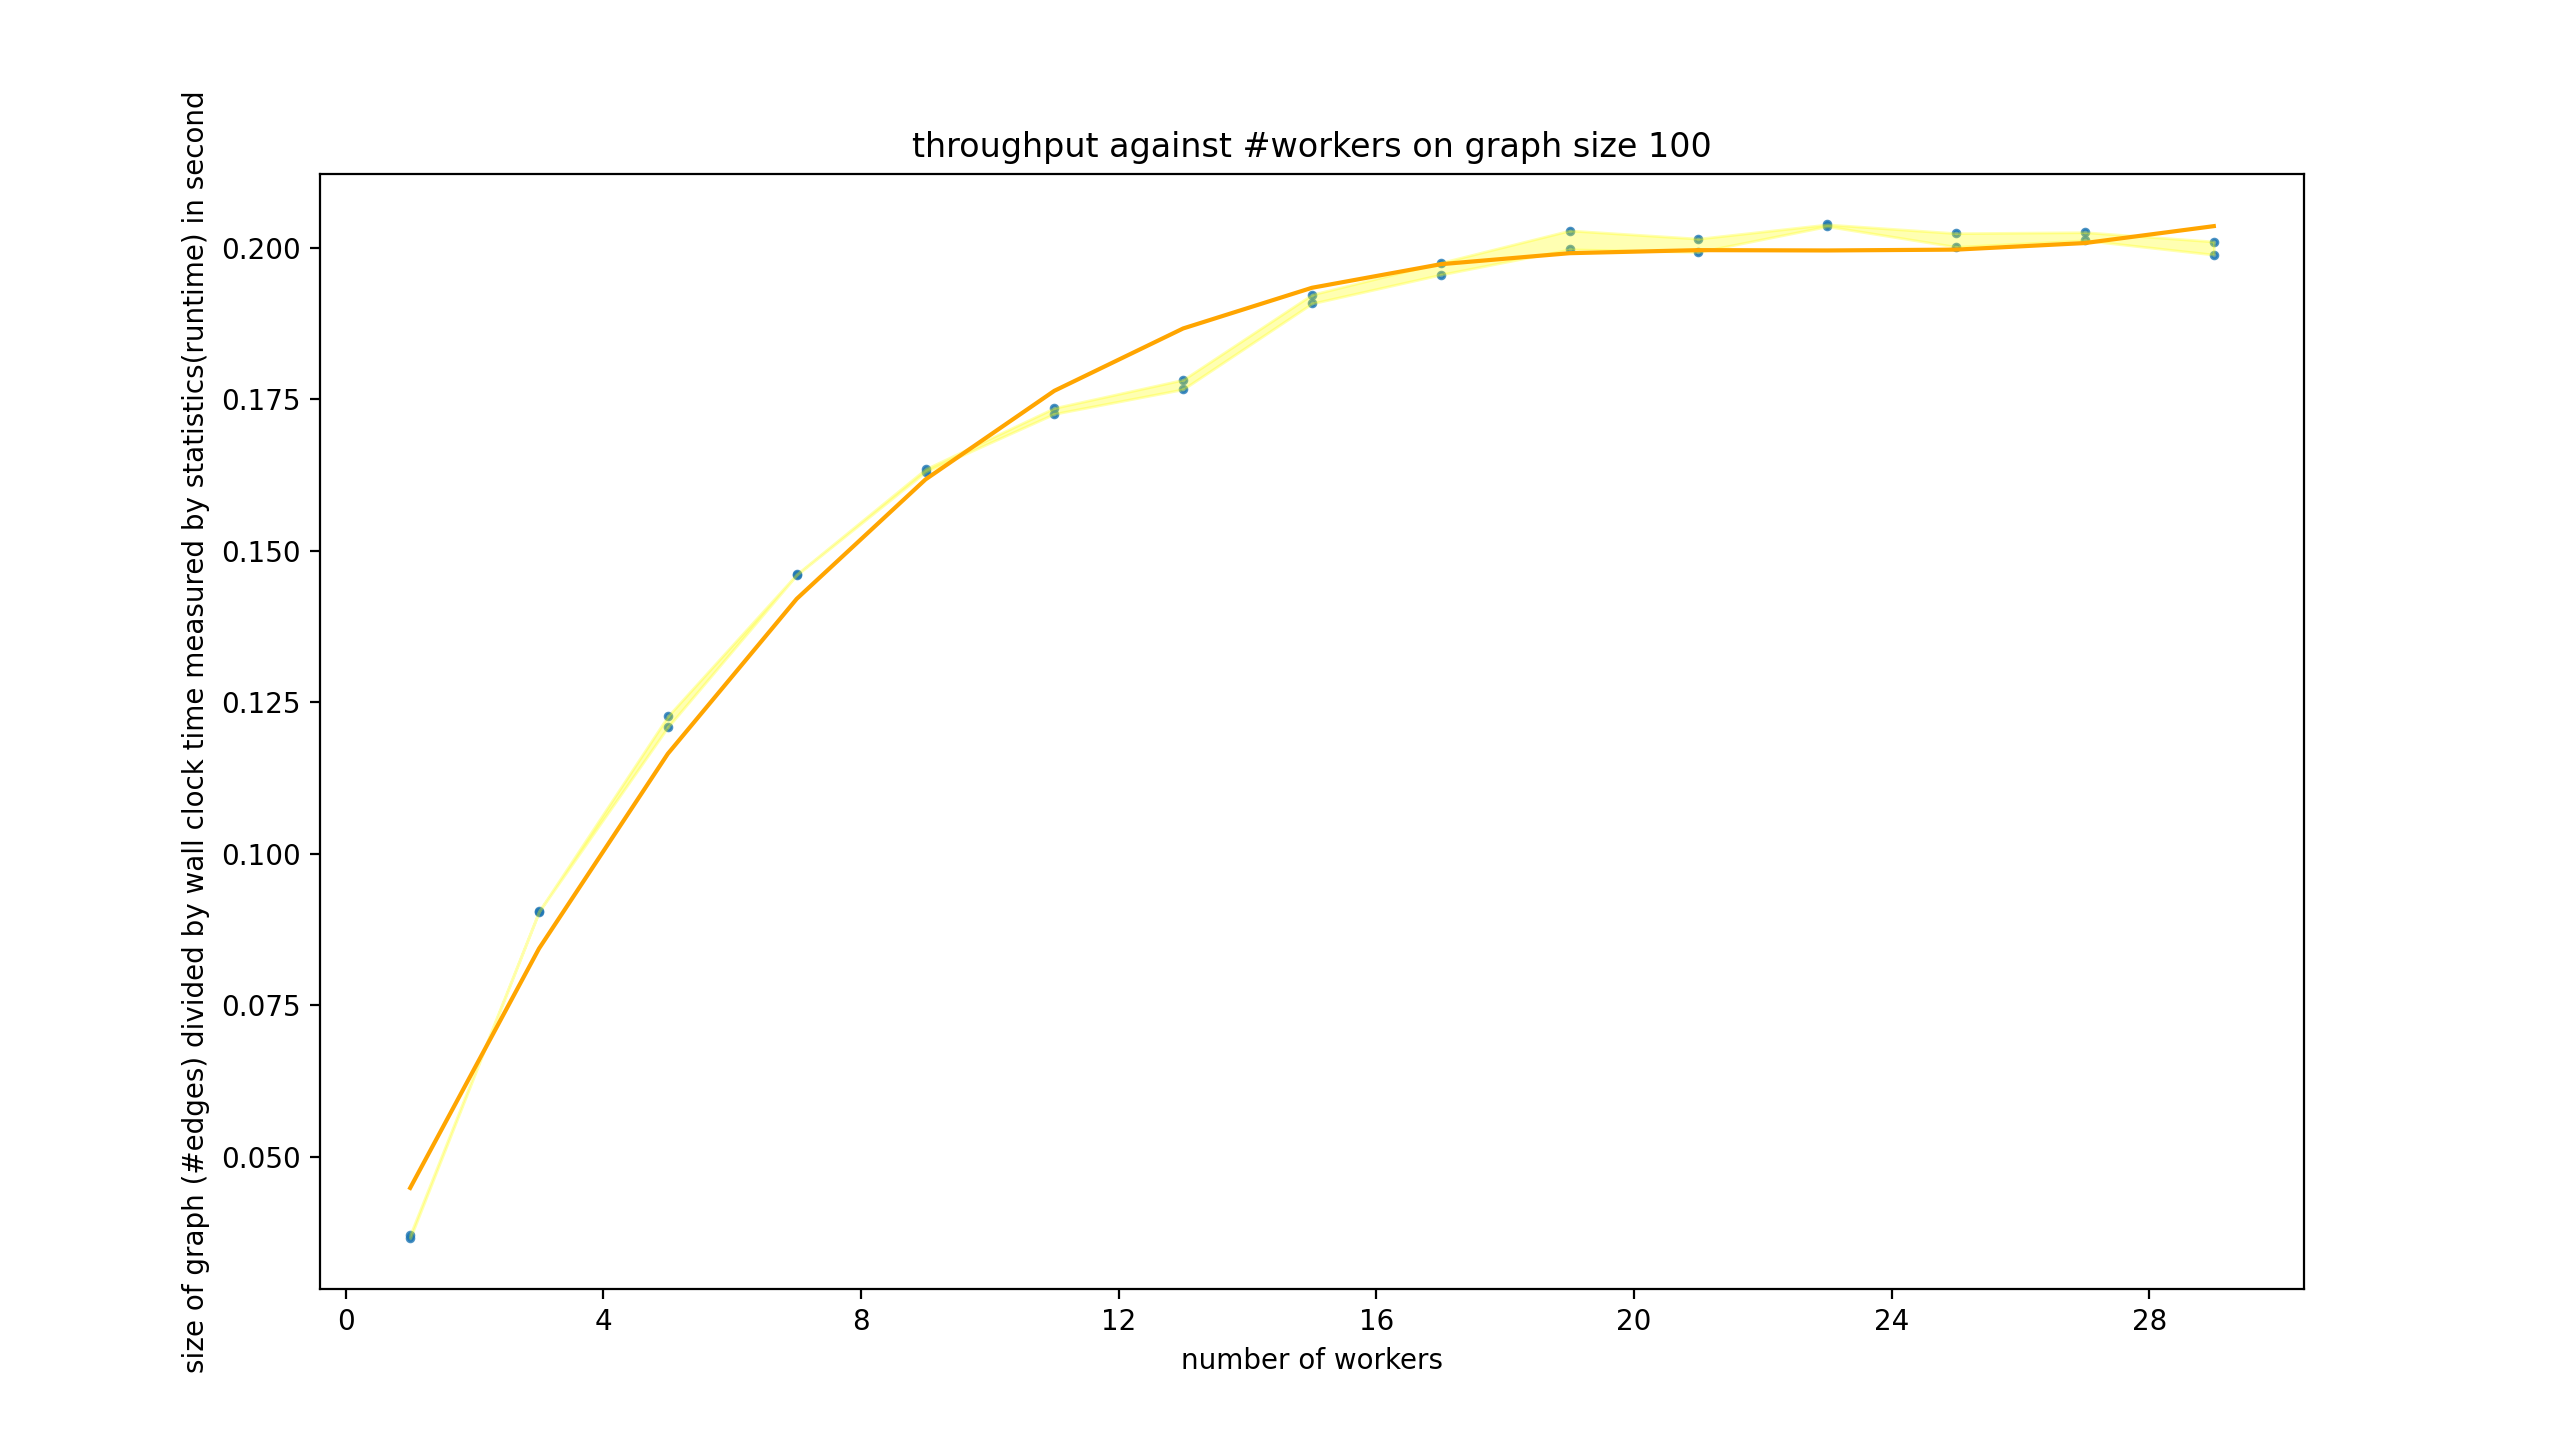 throughput against #workers on graph size 100
size of graph (#edges) divided by wall clock time measured by statistics(runtime) in second
0.200
0.175
0.150
0.125
0.100
0.075
0.050
0 4 8 12 16 20 24 28
number of workers